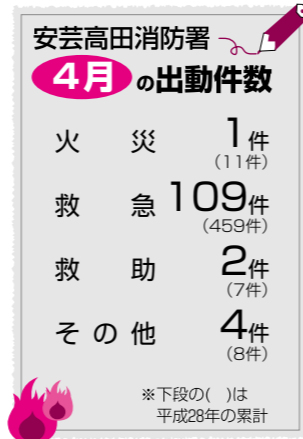 安芸高田消防署
4月の出動件数
火災 1件
(11件)
救急 109件
(459件)
救助 2件
(7件)
その他 4件
(8件)
※下段の( )は
平成28年の累計